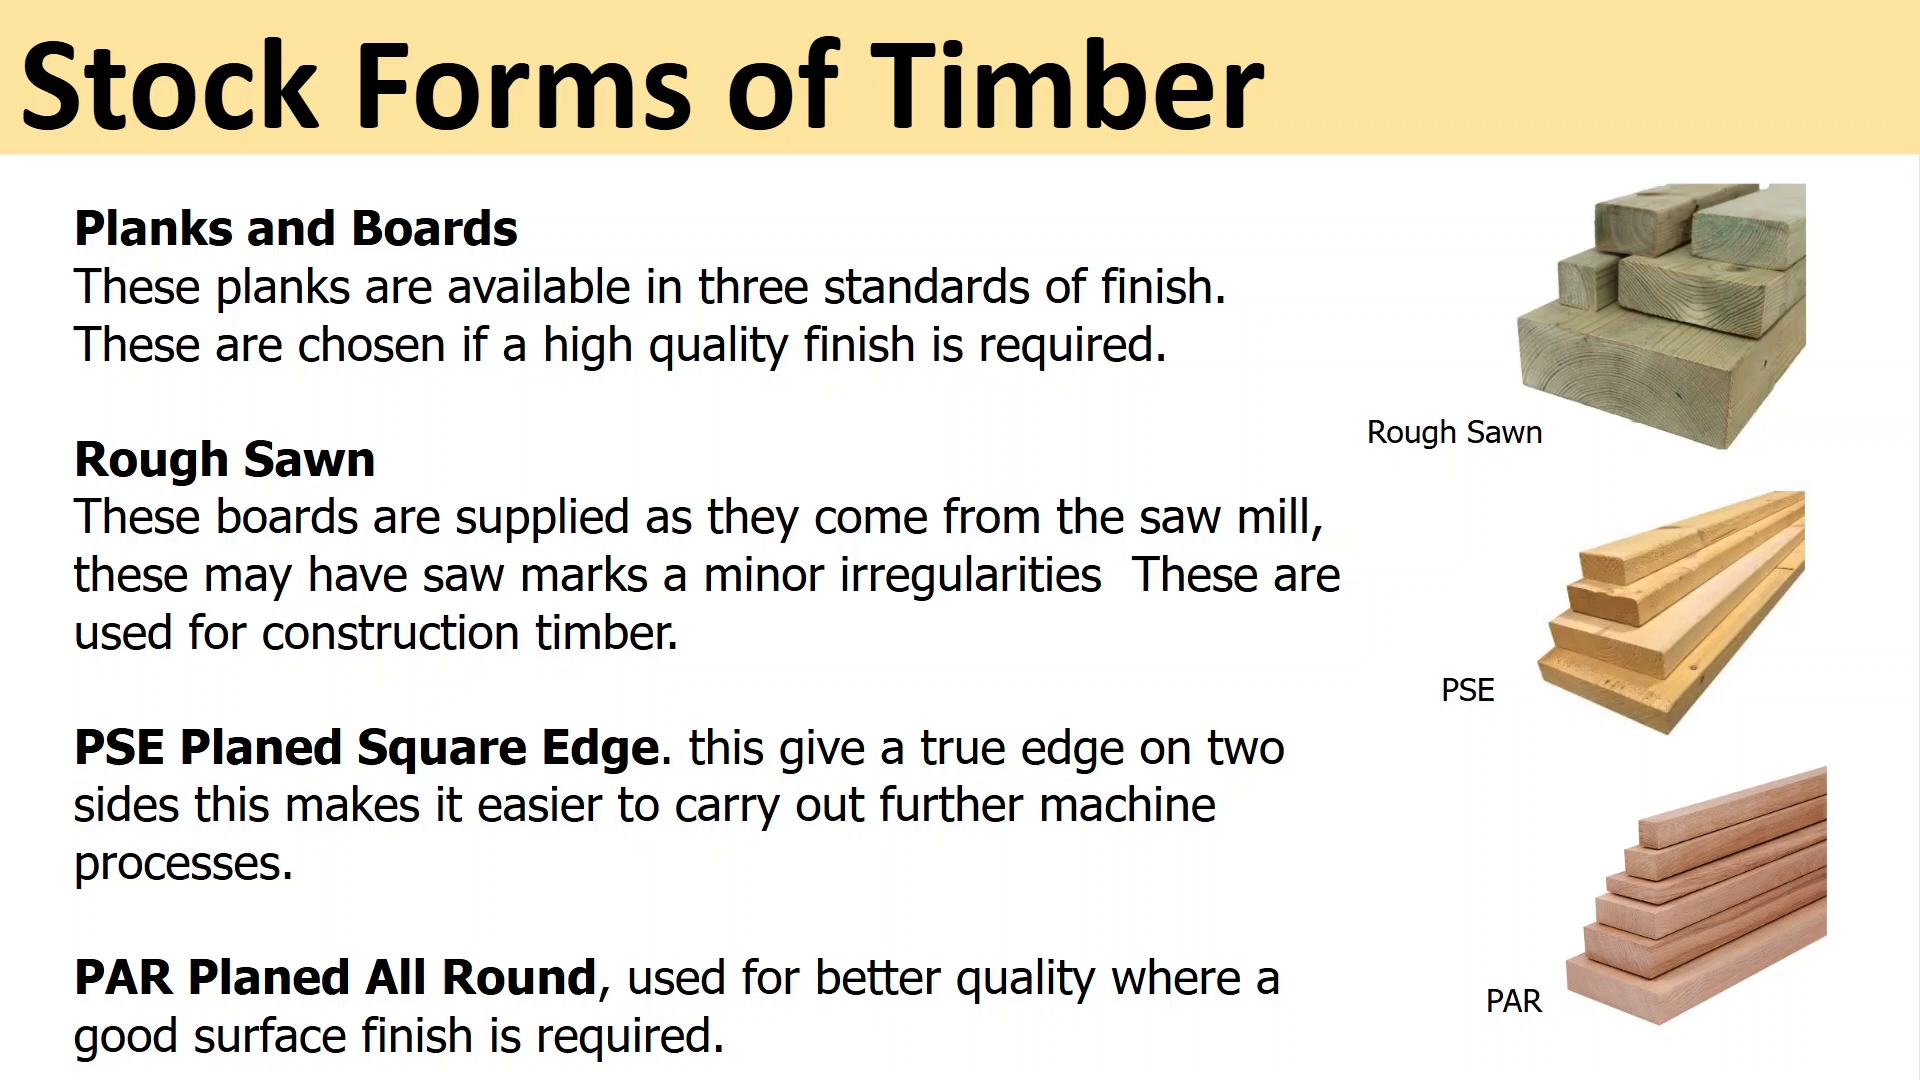 Stock Forms of Timber
Planks and Boards
These planks are available in three standards of finish.
These are chosen if a high quality finish is required.
Rough Sawn
These boards are supplied as they come from the saw mill,
these may have saw marks a minor irregularities  These are
used for construction timber.
PSE Planed Square Edge. this give a true edge on two
sides this makes it easier to carry out further machine
processes.
PAR Planed All Round, used for better quality where a
good surface finish is required.
Rough Sawn
PSE
PAR